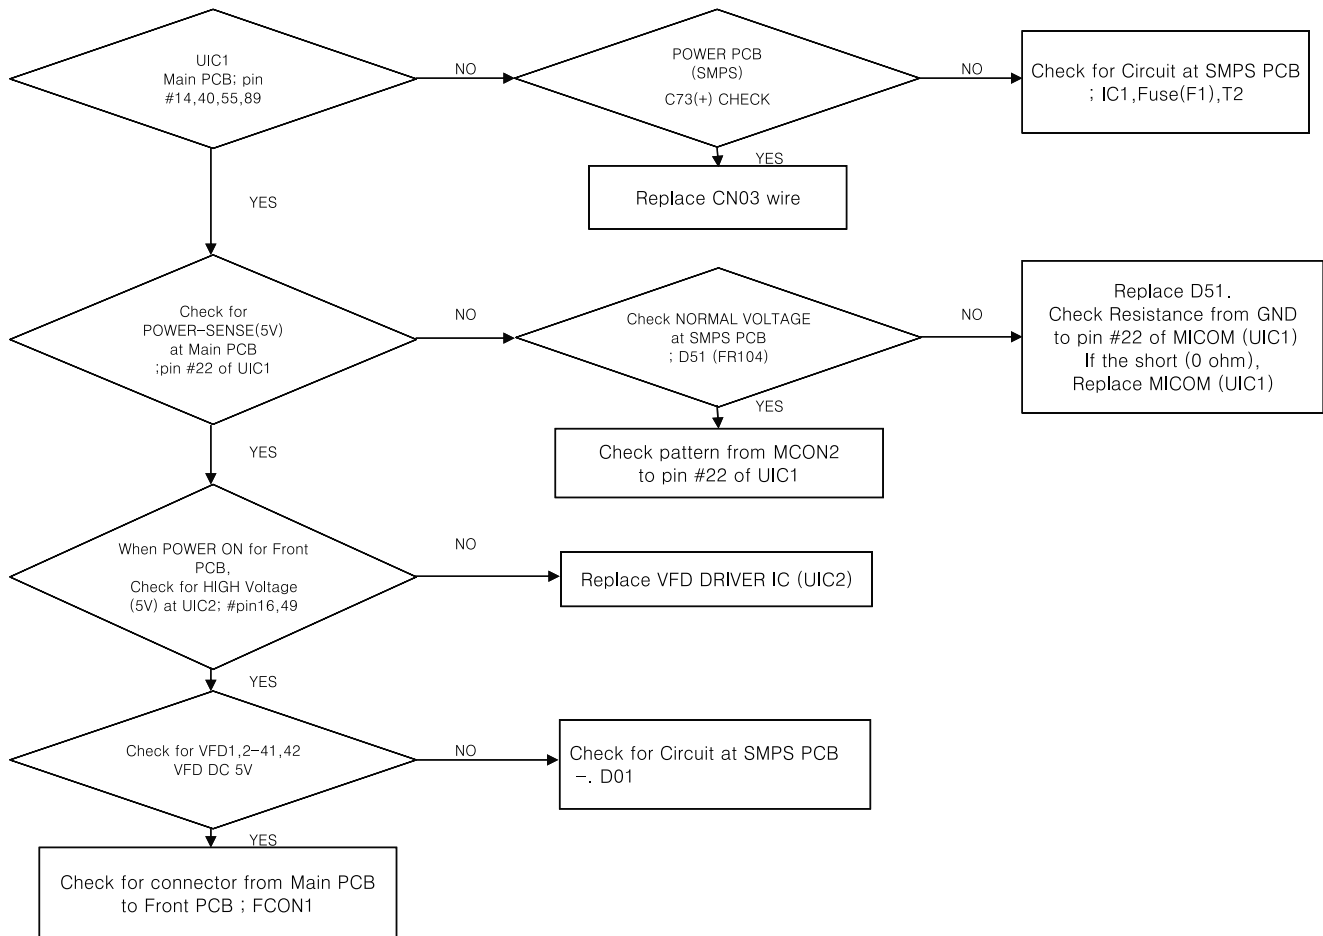 UIC1
Main PCB; pin
#14,40,55,89
NO
POWER PCB
(SMPS)
C73(+) CHECK
NO
Check for Circuit at SMPS PCB
; IC1,Fuse(F1),T2
YES
Replace CN03 wire
YES
Check for
POWER-SENSE(5V)
at Main PCB
;pin #22 of UIC1
NO
Check NORMAL VOLTAGE
at SMPS PCB
; D51 (FR104)
NO
Replace D51.
Check Resistance from GND
to pin #22 of MICOM (UIC1)
If the short (0 ohm),
Replace MICOM (UIC1)
YES
Check pattern from MCON2
to pin #22 of UIC1
YES
When POWER ON for Front
PCB,
Check for HIGH Voltage
(5V) at UIC2; #pin16,49
NO
Replace VFD DRIVER IC (UIC2)
YES
Check for VFD1,2-41,42
VFD DC 5V
NO
Check for Circuit at SMPS PCB
-. D01
YES
Check for connector from Main PCB
to Front PCB ; FCON1